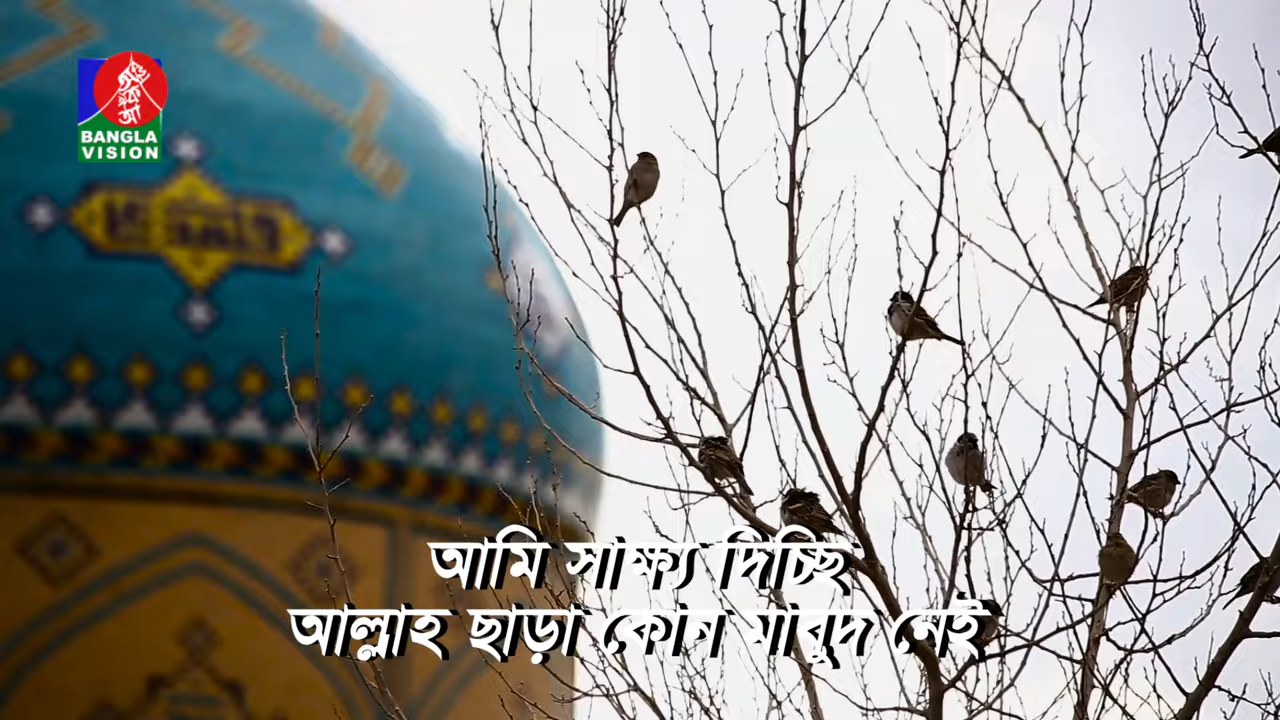 BANGLA
VISION
আমি সাক্ষ্য দিচ্ছি
আল্লাহ ছাড়া কোন মাবুদ নেই